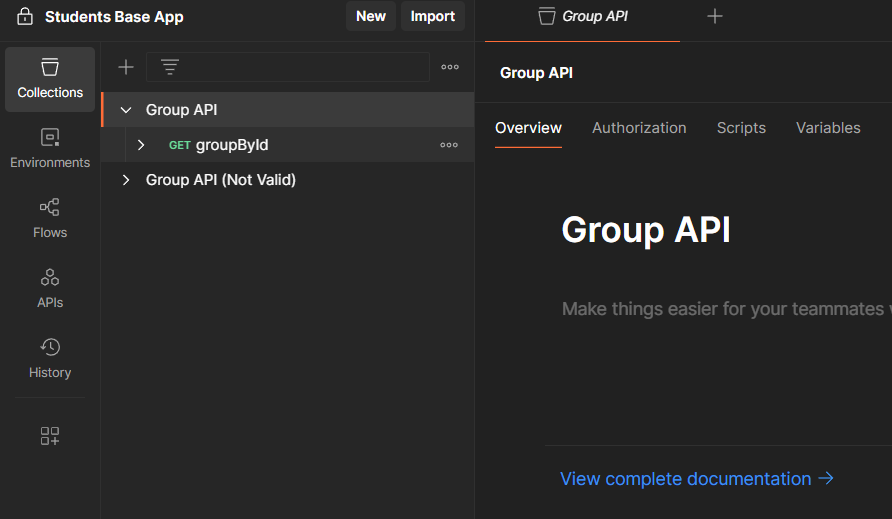 Students Base App
New
Import
Group API
Collections
Environments
Flows
APIs
History
Group API
GET groupById
Group API (Not Valid)
Group API
Overview
Authorization
Scripts
Variables
Group API
Make things easier for your teammates
View complete documentation →